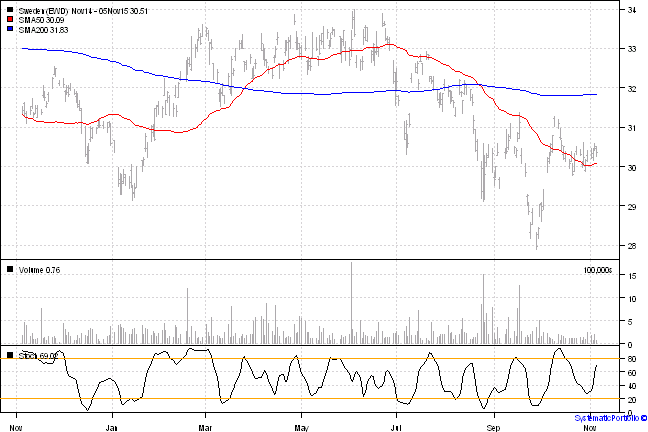 Sweden (EWD) Nov14 - 05Nov15 30.51
SMA50 30.09
SMA200 31.83
34
33
32
31
30
29
28
Volume 0.76
100,000s
15
10
5
0
80
60
40
20
0
Nov Jan Mar May Jul Sep Nov
SystematicPortfolio ©